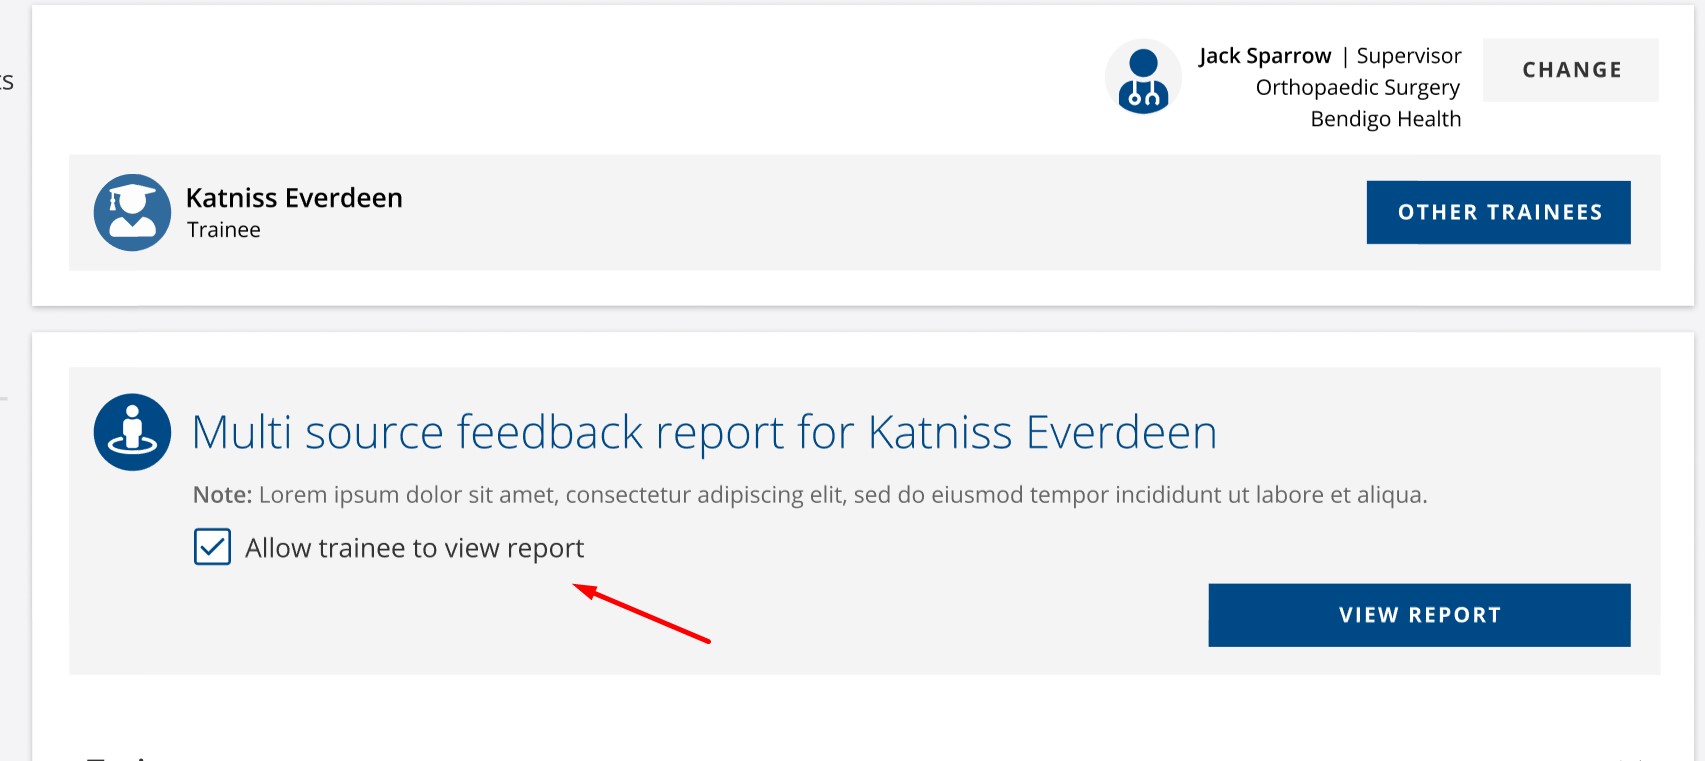 Jack Sparrow | Supervisor
CHANGE
Orthopaedic Surgery
Bendigo Health
Katniss Everdeen
Trainee
OTHER TRAINEES
Multi source feedback report for Katniss Everdeen
Note: Lorem ipsum dolor sit amet, consectetur adipiscing elit, sed do eiusmod tempor incididunt ut labore et aliqua.
Allow trainee to view report
VIEW REPORT